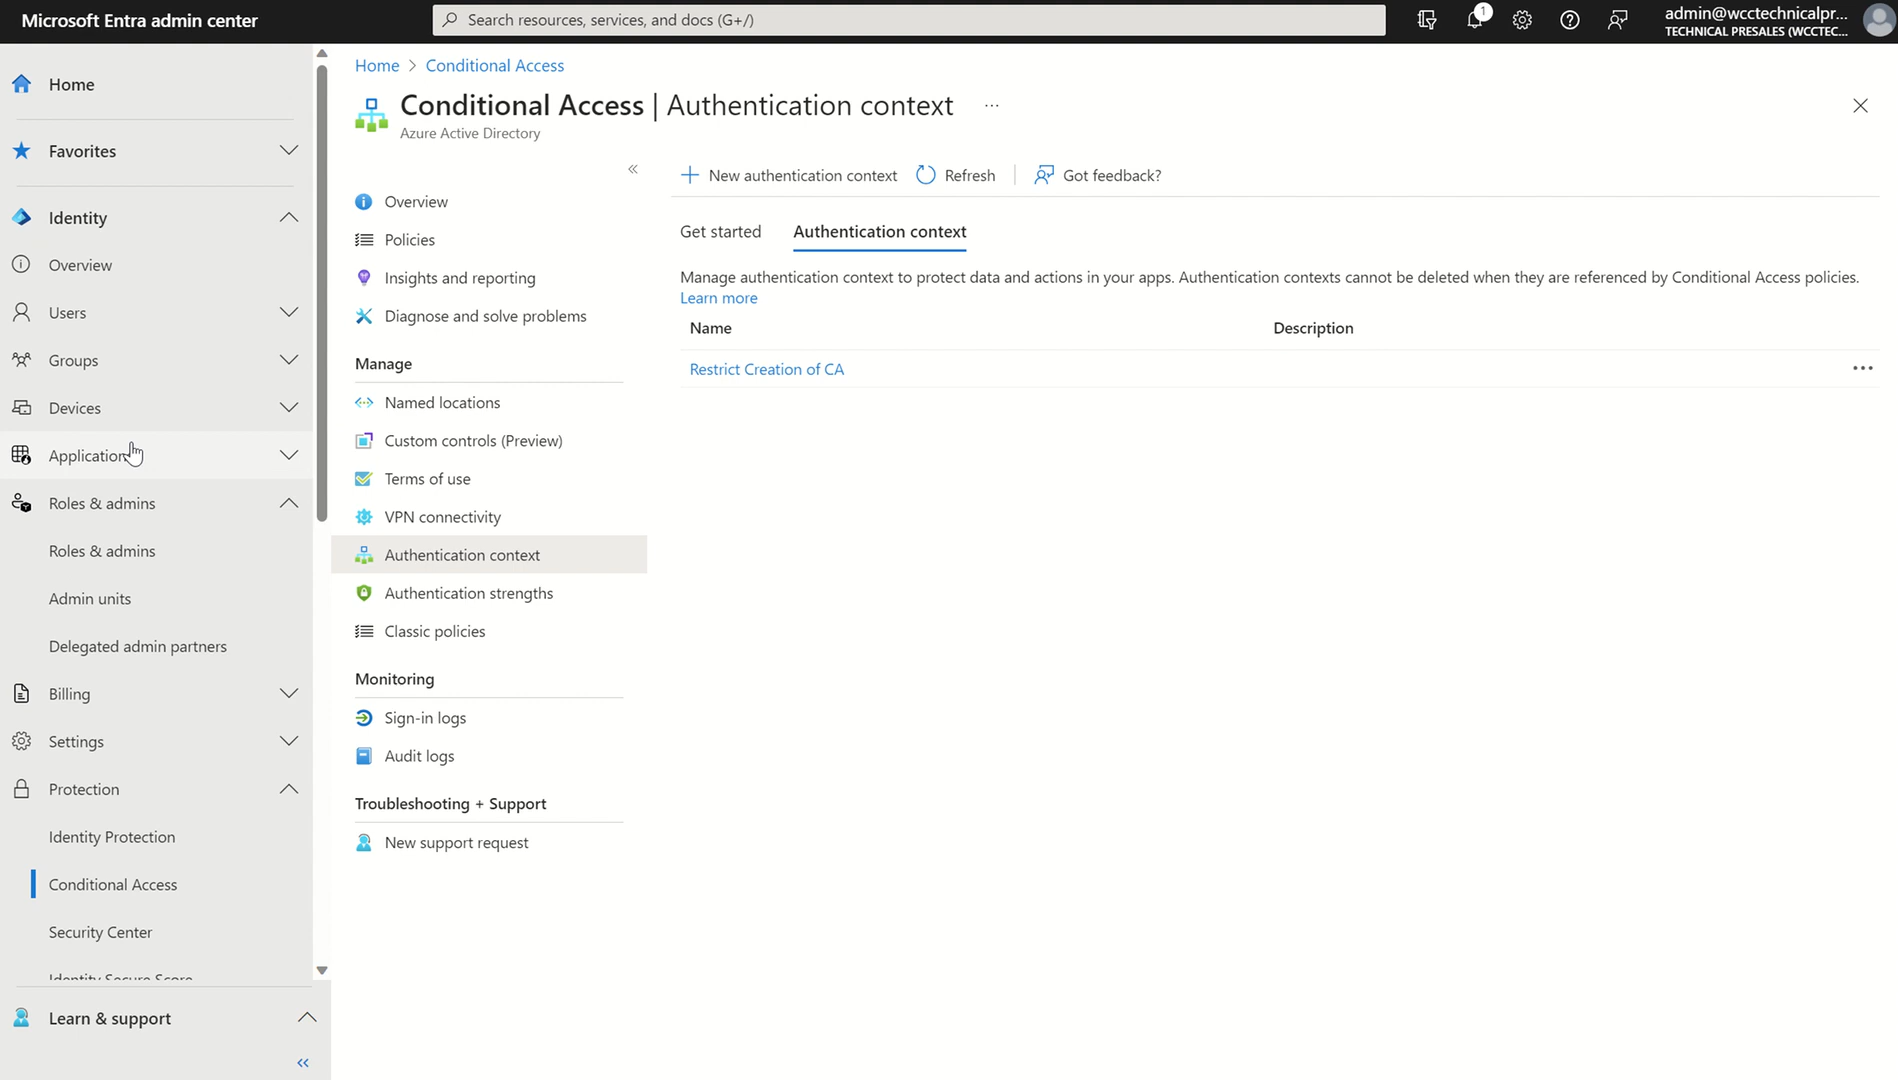 Microsoft Entra admin center
Search resources, services, and docs (G+/)
1
admin@wcctechnicalpr...
TECHNICAL PRESALES (WCCTEC...
Home
Favorites
Identity
Overview
Users
Groups
Devices
Application
Roles & admins
Roles & admins
Admin units
Delegated admin partners
Billing
Settings
Protection
Identity Protection
Conditional Access
Security Center
Identity Secure Score
Learn & support
Home > Conditional Access
Conditional Access | Authentication context ...
Azure Active Directory
Overview
Policies
Insights and reporting
Diagnose and solve problems
Manage
Named locations
Custom controls (Preview)
Terms of use
VPN connectivity
Authentication context
Authentication strengths
Classic policies
Monitoring
Sign-in logs
Audit logs
Troubleshooting + Support
New support request
New authentication context
Refresh
Got feedback?
Get started
Authentication context
Manage authentication context to protect data and actions in your apps. Authentication contexts cannot be deleted when they are referenced by Conditional Access policies.
Learn more
Name
Description
Restrict Creation of CA